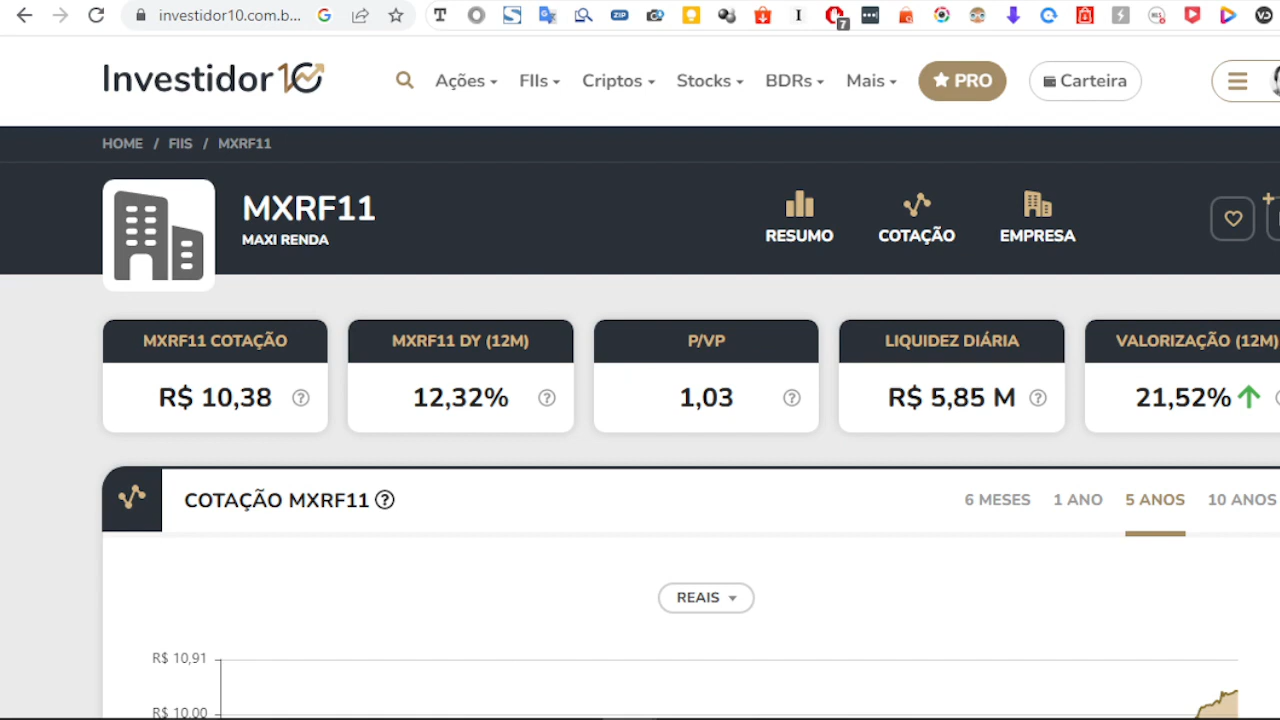 investidor10.com.b...
ZIP
7
Investidor10
Ações
FIIs
Criptos
Stocks
BDRs
Mais
PRO
Carteira
HOME / FIIS / MXRF11
MXRF11
MAXI RENDA
RESUMO
COTAÇÃO
EMPRESA
MXRF11 COTAÇÃO
R$ 10,38
MXRF11 DY (12M)
12,32%
P/VP
1,03
LIQUIDEZ DIÁRIA
R$ 5,85 M
VALORIZAÇÃO (12M)
21,52%
COTAÇÃO MXRF11
6 MESES
1 ANO
5 ANOS
10 ANOS
REAIS
R$ 10,91
R$ 10,00